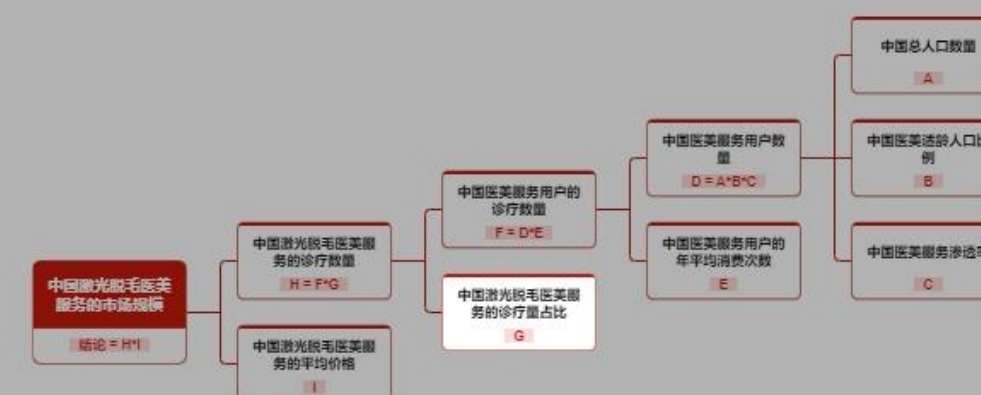 中国总人口数量
A
中国医美服务用户数
量
D = A*B*C
中国医美适龄人口比
例
B
中国医美服务用户的
诊疗数量
F = D*E
中国激光脱毛医美服
务的诊疗数量
H = F*G
中国医美服务用户的
年平均消费次数
E
中国医美服务渗透率
C
中国激光脱毛医美
服务的市场规模
结论 = H*I
中国激光脱毛医美服
务的诊疗量占比
G
中国激光脱毛医美服
务的平均价格
I